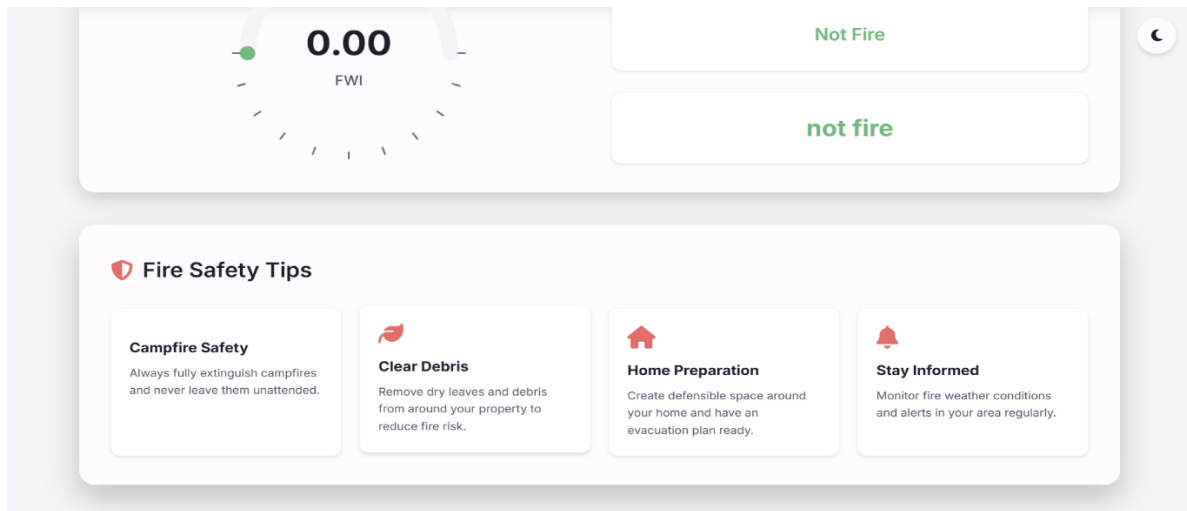 0.00
FWI
Not Fire
not fire
Fire Safety Tips
Campfire Safety
Always fully extinguish campfires
and never leave them unattended.
Clear Debris
Remove dry leaves and debris
from around your property to
reduce fire risk.
Home Preparation
Create defensible space around
your home and have an
evacuation plan ready.
Stay Informed
Monitor fire weather conditions
and alerts in your area regularly.